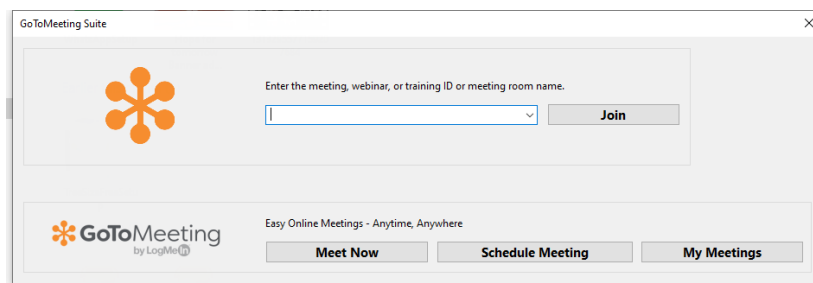 GoToMeeting Suite
Enter the meeting, webinar, or training ID or meeting room name.
Join
GoToMeeting
by LogMeIn
Easy Online Meetings - Anytime, Anywhere
Meet Now
Schedule Meeting
My Meetings